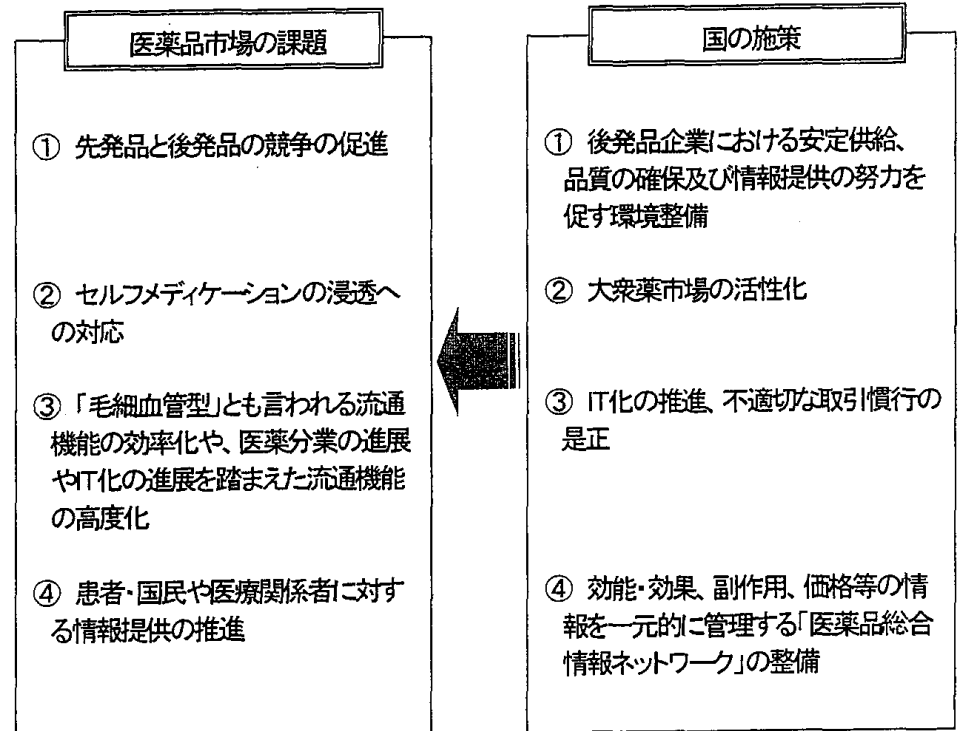 医薬品市場の課題
① 先発品と後発品の競争の促進
② セルフメディケーションの浸透へ
の対応
③ 「毛細血管型」とも言われる流通
機能の効率化や、医薬分業の進展
やIT化の進展を踏まえた流通機能
の高度化
④ 患者・国民や医療関係者に対す
る情報提供の推進
国の施策
① 後発品企業における安定供給、
品質の確保及び情報提供の努力を
促す環境整備
② 大衆薬市場の活性化
③ IT化の推進、不適切な取引慣行の
是正
④ 効能・効果、副作用、価格等の情
報を一元的に管理する「医薬品総合
情報ネットワーク」の整備